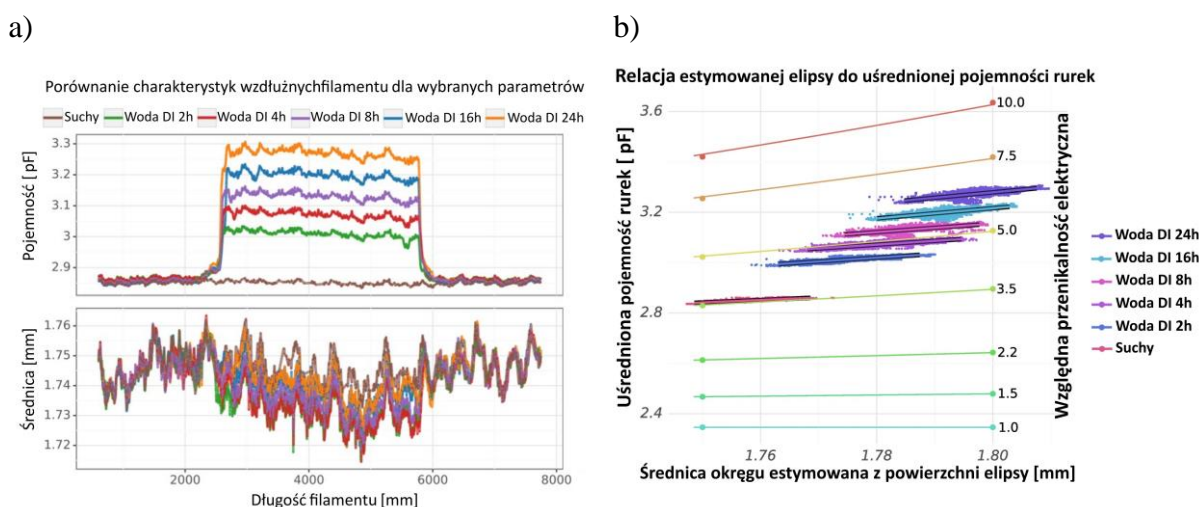 a)
b)
Porównanie charakterystyk wzdłużnychfilamentu dla wybranych parametrów
Suchy Woda DI 2h Woda DI 4h Woda DI 8h Woda DI 16h Woda DI 24h
Pojemność [ pF]
3.3
3.2
3.1
3
2.9
Średnica [mm]
1.76
1.75
1.74
1.73
1.72
2000 4000 6000 8000
Długość filamentu [mm]
Relacja estymowanej elipsy do uśrednionej pojemności rurek
Uśredniona pojemność rurek [ pF]
3.6
3.2
2.8
2.4
10.0
7.5
5.0
3.5
2.2
1.5
1.0
Względna przenikalność elektryczna
1.76 1.78 1.80
Średnica okręgu estymowana z powierzchni elipsy [mm]
Woda DI 24h
Woda DI 16h
Woda DI 8h
Woda DI 4h
Woda DI 2h
Suchy